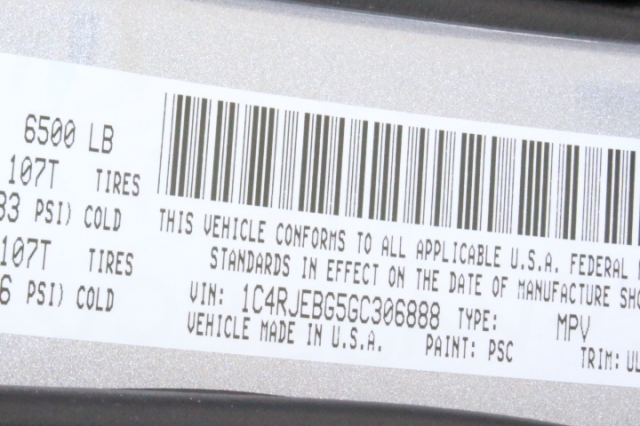 6500 LB
107T TIRES
83 PSI) COLD
107T TIRES
6 PSI) COLD
THIS VEHICLE CONFORMS TO ALL APPLICABLE U.S.A. FEDERAL
STANDARDS IN EFFECT ON THE DATE OF MANUFACTURE SHO
VIN: 1C4RJEBG5GC306888 TYPE: MPV
VEHICLE MADE IN U.S.A. PAINT: PSC TRIM: UL